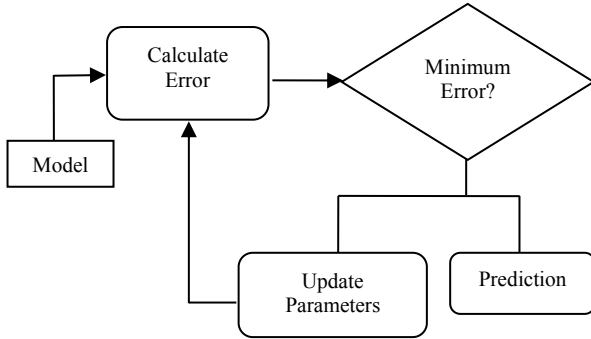 Calculate
Error
Minimum
Error?
Model
Update
Parameters
Prediction